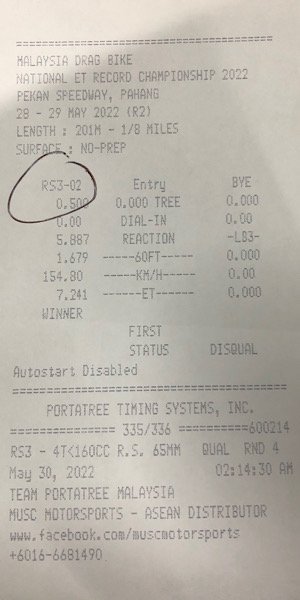 MALAYSIA DRAG BIKE
NATIONAL ET RECORD CHAMPIONSHIP 2022
PEKAN SPEEDWAY, PAHANG
28 - 29 MAY 2022 (R2)
LENGTH : 201M - 1/8 MILES
SURFACE : NO-PREP
RS3-02 Entry BYE
0.500 0.000 TREE 0.000
0.00 DIAL-IN 0.00
5.887 REACTION -LB3-
1.679 ------60FT----- 0.000
154.80 -----KM/H----- 0.00
7.241 ------ET----- 0.000
WINNER
FIRST
STATUS DISQUAL
Autostart Disabled
PORTATREE TIMING SYSTEMS, INC.
============== 335/336 ==========600214
RS3 - 4T<160CC R.S. 65MM QUAL RND 4
May 30, 2022 02:14:30 AM
TEAM PORTATREE MALAYSIA
MUSC MOTORSPORTS - ASEAN DISTRIBUTOR
www.facebook.com/muscmotorsports
+6016-6681490